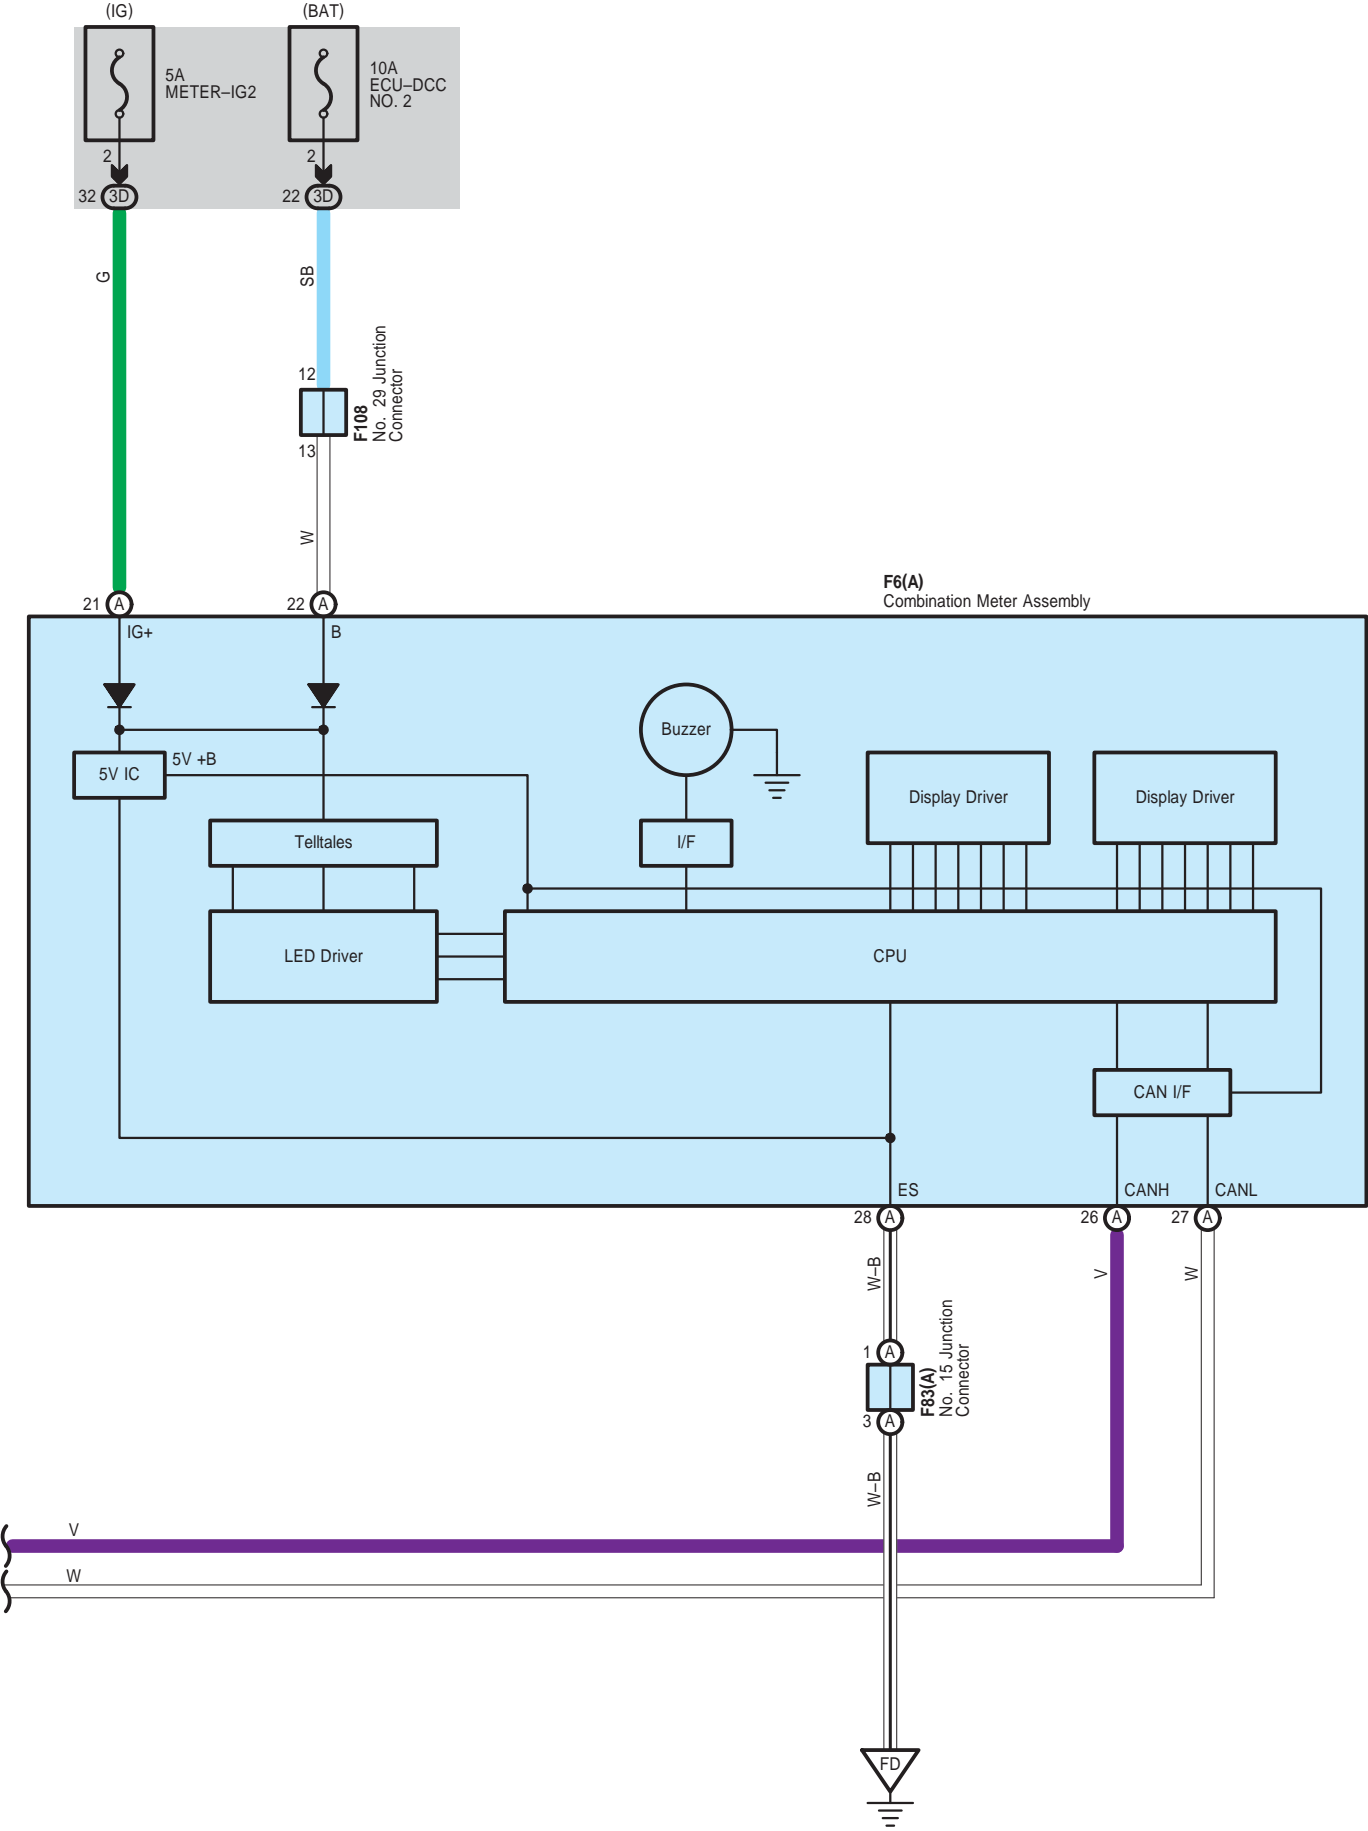 (IG)
(BAT)
5A
METER–IG2
10A
ECU–DCC
NO. 2
2
2
32
3D
22
3D
G
SB
12
F108
No. 29 Junction
Connector
13
W
F6(A)
Combination Meter Assembly
21
A
22
A
IG+
B
Buzzer
5V IC
5V +B
Display Driver
Display Driver
Telltales
I/F
LED Driver
CPU
CAN I/F
ES
CANH
CANL
28
A
26
A
27
A
W–B
V
W
1
A
F83(A)
No. 15 Junction
Connector
3
A
W–B
V
W
FD